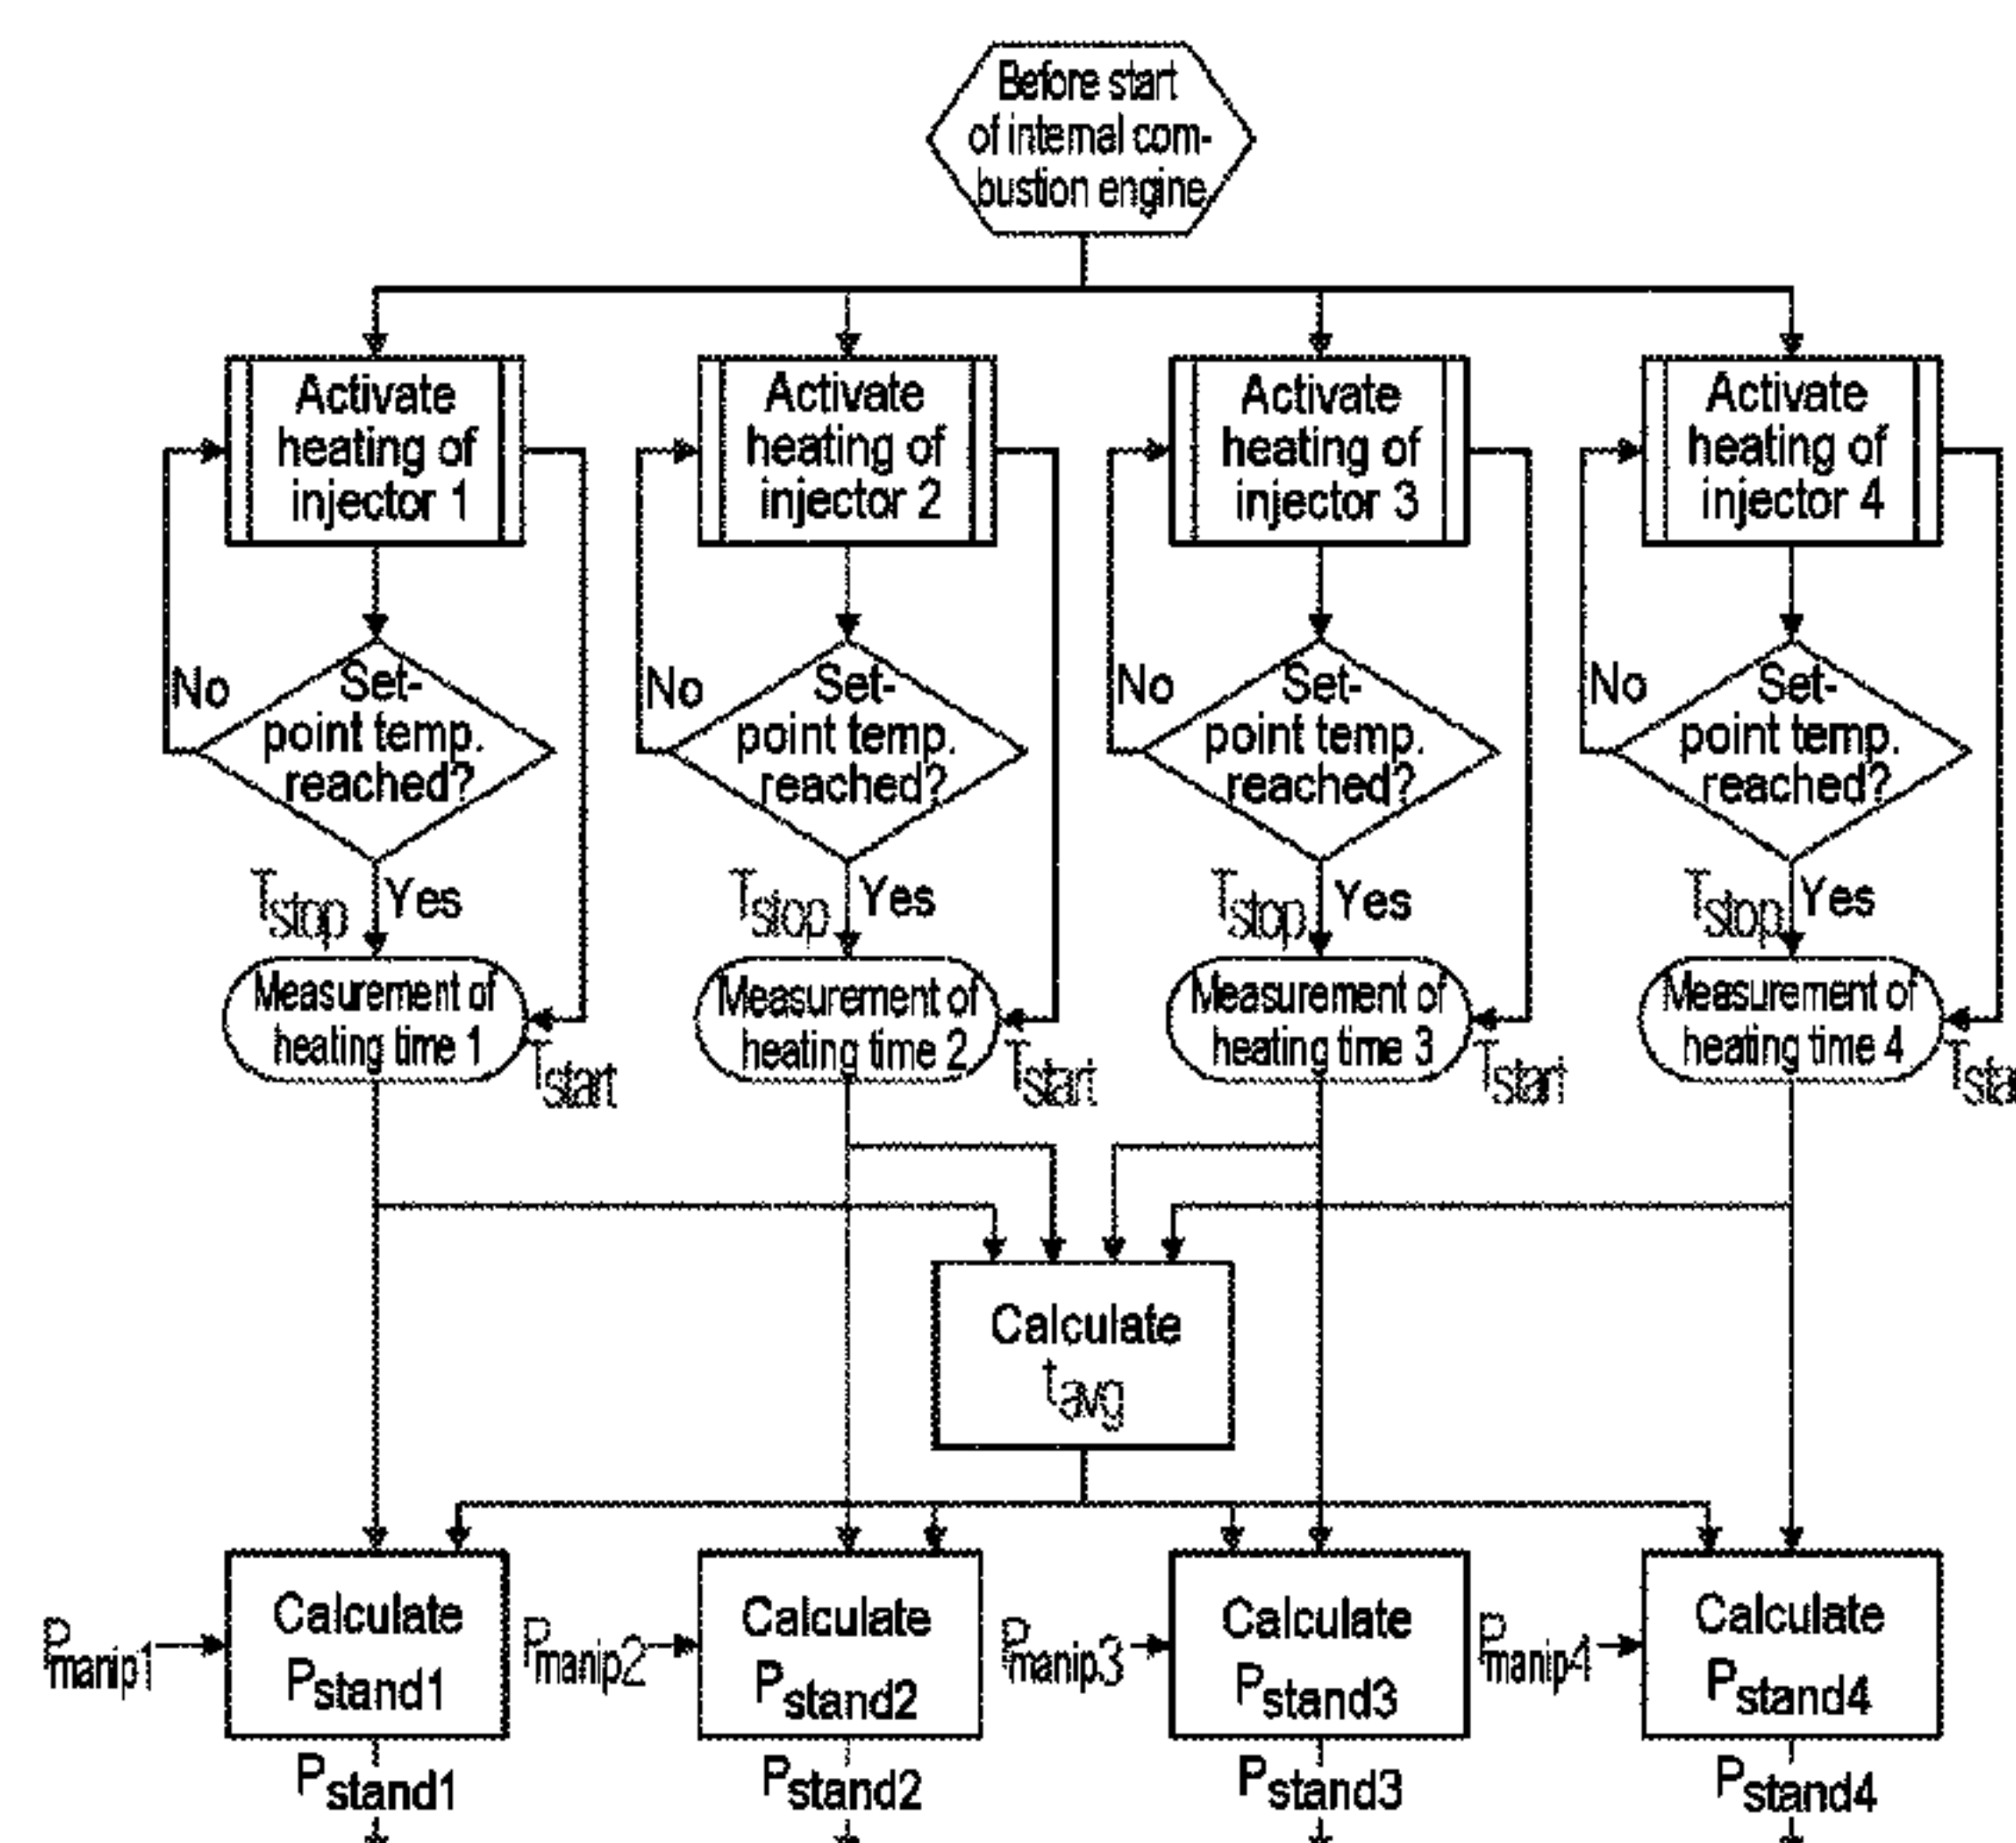 Before start
of internal com-
bustion engine
Activate
heating of
injector 1
Activate
heating of
injector 2
Activate
heating of
injector 3
Activate
heating of
injector 4
No
Set-
point temp.
reached?
No
Set-
point temp.
reached?
No
Set-
point temp.
reached?
No
Set-
point temp.
reached?
Tstop Yes
Tstop Yes
Tstop Yes
Tstop Yes
Measurement of
heating time 1
Tstart
Measurement of
heating time 2
Tstart
Measurement of
heating time 3
Tstart
Measurement of
heating time 4
Calculate
tavg
Pmanip1
Calculate
Pstand1
Pmanip2
Calculate
Pstand2
Pmanip3
Calculate
Pstand3
Pmanip4
Calculate
Pstand4
Pstand1
Pstand2
Pstand3
Pstand4